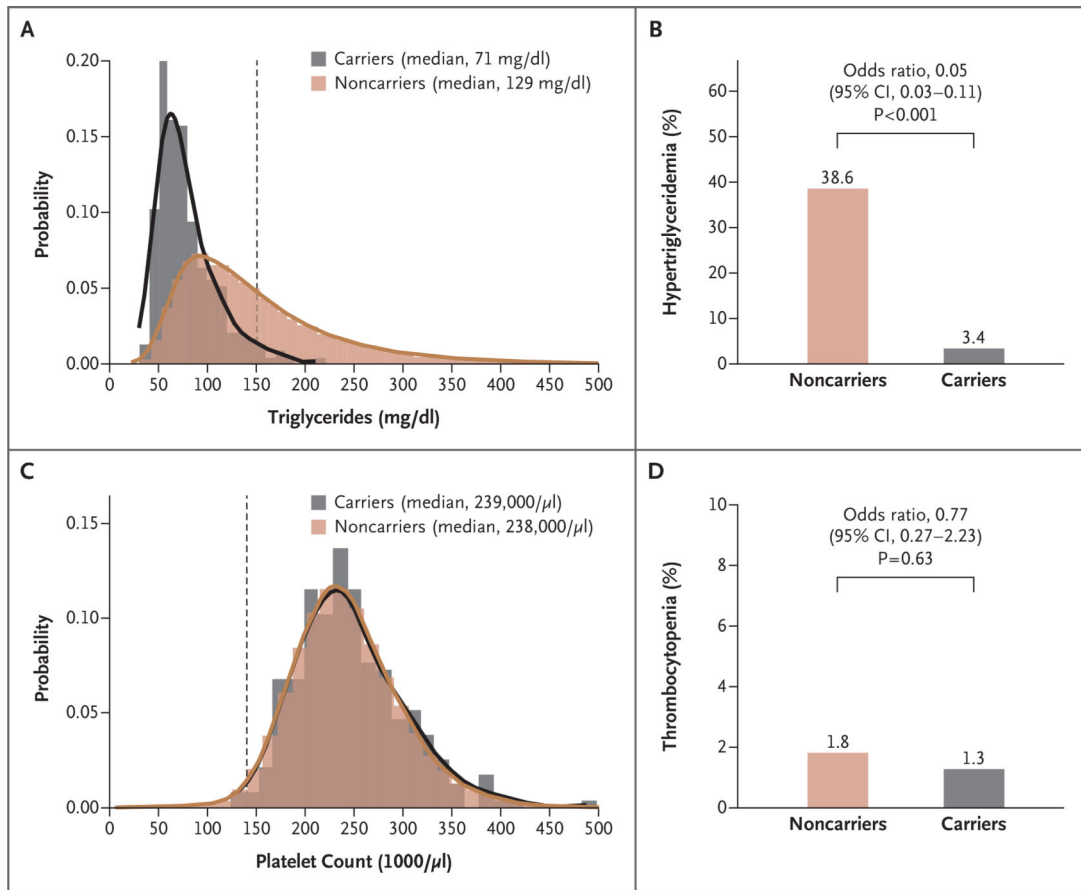 A
Carriers (median, 71 mg/dl)
Noncarriers (median, 129 mg/dl)
Probability
0.20
0.15
0.10
0.05
0.00
0 50 100 150 200 250 300 350 400 450 500
Triglycerides (mg/dl)
B
Odds ratio, 0.05
(95% CI, 0.03–0.11)
P<0.001
Hypertriglyceridemia (%)
60
50
40
30
20
10
0
38.6
3.4
Noncarriers Carriers
C
Carriers (median, 239,000/μl)
Noncarriers (median, 238,000/μl)
Probability
0.15
0.10
0.05
0.00
0 50 100 150 200 250 300 350 400 450 500
Platelet Count (1000/μl)
D
Odds ratio, 0.77
(95% CI, 0.27–2.23)
P=0.63
Thrombocytopenia (%)
10
8
6
4
2
0
1.8
1.3
Noncarriers Carriers